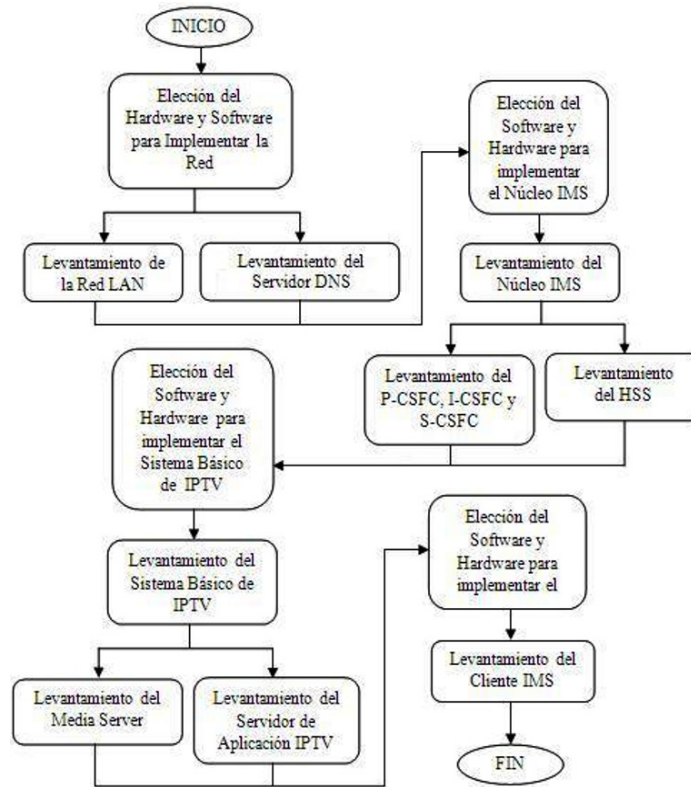 INICIO
Elección del
Hardware y Software
para Implementar la
Red
Levantamiento de
la Red LAN
Levantamiento del
Servidor DNS
Elección del
Software y
Hardware para
implementar
el Núcleo IMS
Levantamiento del
Núcleo IMS
Levantamiento del
P-CSFC, I-CSFC y
S-CSFC
Levantamiento
del HSS
Elección del
Software y
Hardware para
implementar el
Sistema Básico
de IPTV
Levantamiento del
Sistema Básico de
IPTV
Levantamiento del
Media Server
Levantamiento del
Servidor de
Aplicación IPTV
Elección del
Software y
Hardware para
implementar el
Levantamiento del
Cliente IMS
FIN